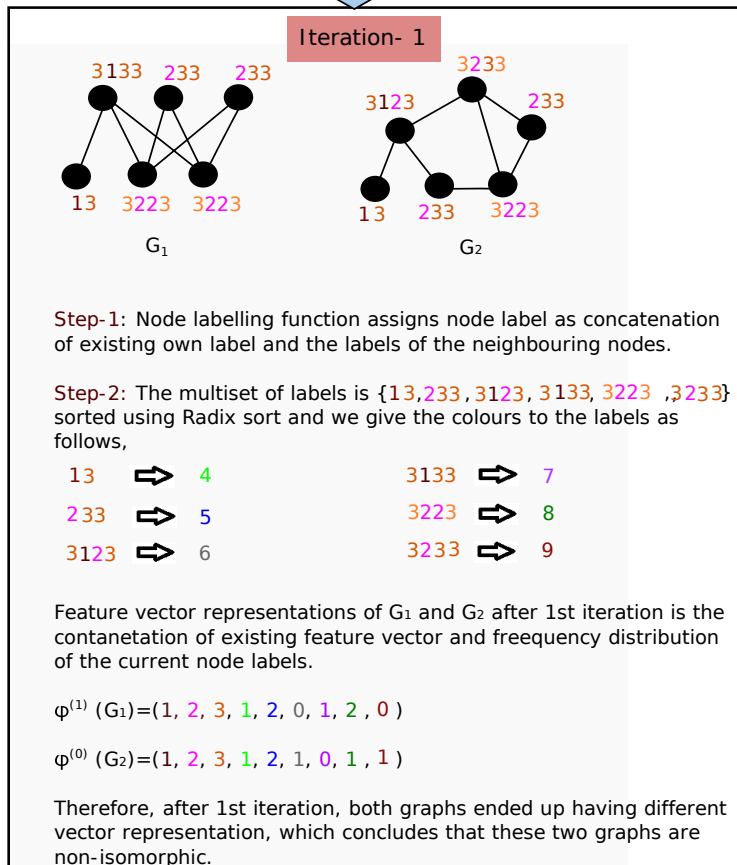 Iteration- 1
3133 233 233
3233
3123
233
13 3223 3223
13 233 3223
G1
G2
Step-1: Node labelling function assigns node label as concatenation
of existing own label and the labels of the neighbouring nodes.
Step-2: The multiset of labels is {13,233,3123, 3133, 3223 ,3233}
sorted using Radix sort and we give the colours to the labels as
follows,
13 ⇨ 4 3133 ⇨ 7
233 ⇨ 5 3223 ⇨ 8
3123 ⇨ 6 3233 ⇨ 9
Feature vector representations of G1 and G2 after 1st iteration is the
contanetation of existing feature vector and freequency distribution
of the current node labels.
φ(1) (G1)=(1, 2, 3, 1, 2, 0, 1, 2 , 0 )
φ(0) (G2)=(1, 2, 3, 1, 2, 1, 0, 1 , 1 )
Therefore, after 1st iteration, both graphs ended up having different
vector representation, which concludes that these two graphs are
non-isomorphic.